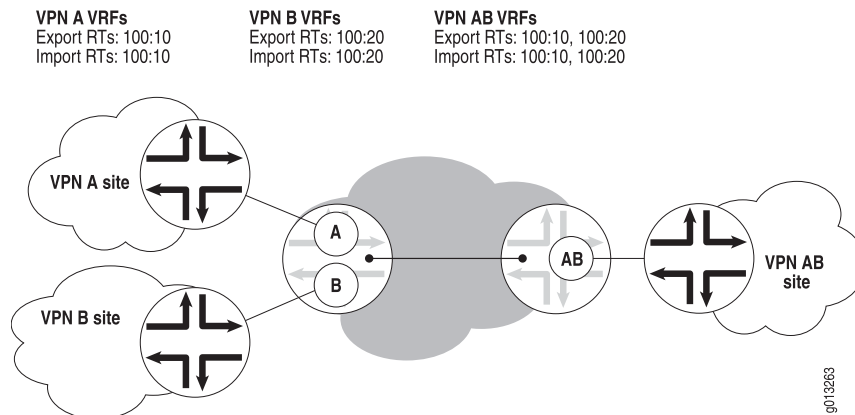 VPN A VRFs
Export RTs: 100:10
Import RTs: 100:10
VPN B VRFs
Export RTs: 100:20
Import RTs: 100:20
VPN AB VRFs
Export RTs: 100:10, 100:20
Import RTs: 100:10, 100:20
VPN A site
A
B
AB
VPN AB
site
VPN B site
g013263